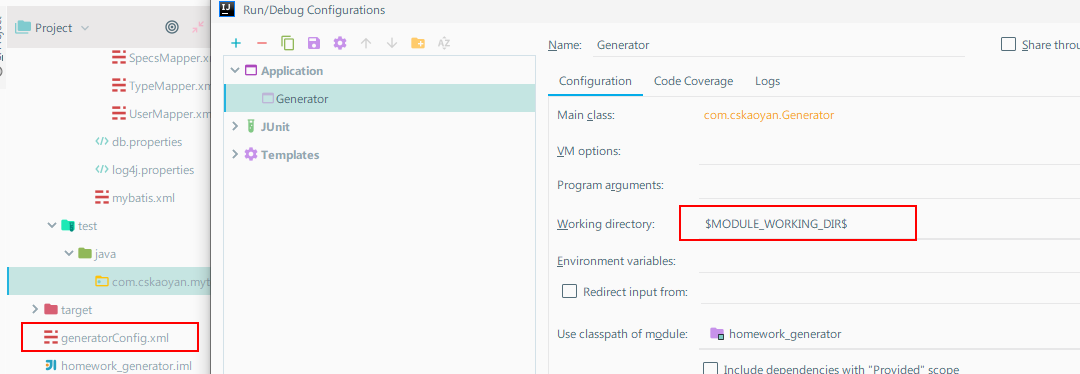 Project
SpecsMapper.xm
TypeMapper.xm
UserMapper.xm
db.properties
log4j.properties
mybatis.xml
test
java
com.cskaoyan.myt
target
generatorConfig.xml
homework_generator.iml
Run/Debug Configurations
Application
Generator
JUnit
Templates
Name: Generator
Share throu
Configuration Code Coverage Logs
Main class: com.cskaoyan.Generator
VM options:
Program arguments:
Working directory: $MODULE_WORKING_DIR$
Environment variables:
Redirect input from:
Use classpath of module: homework_generator
Include dependencies with "Provided" scope